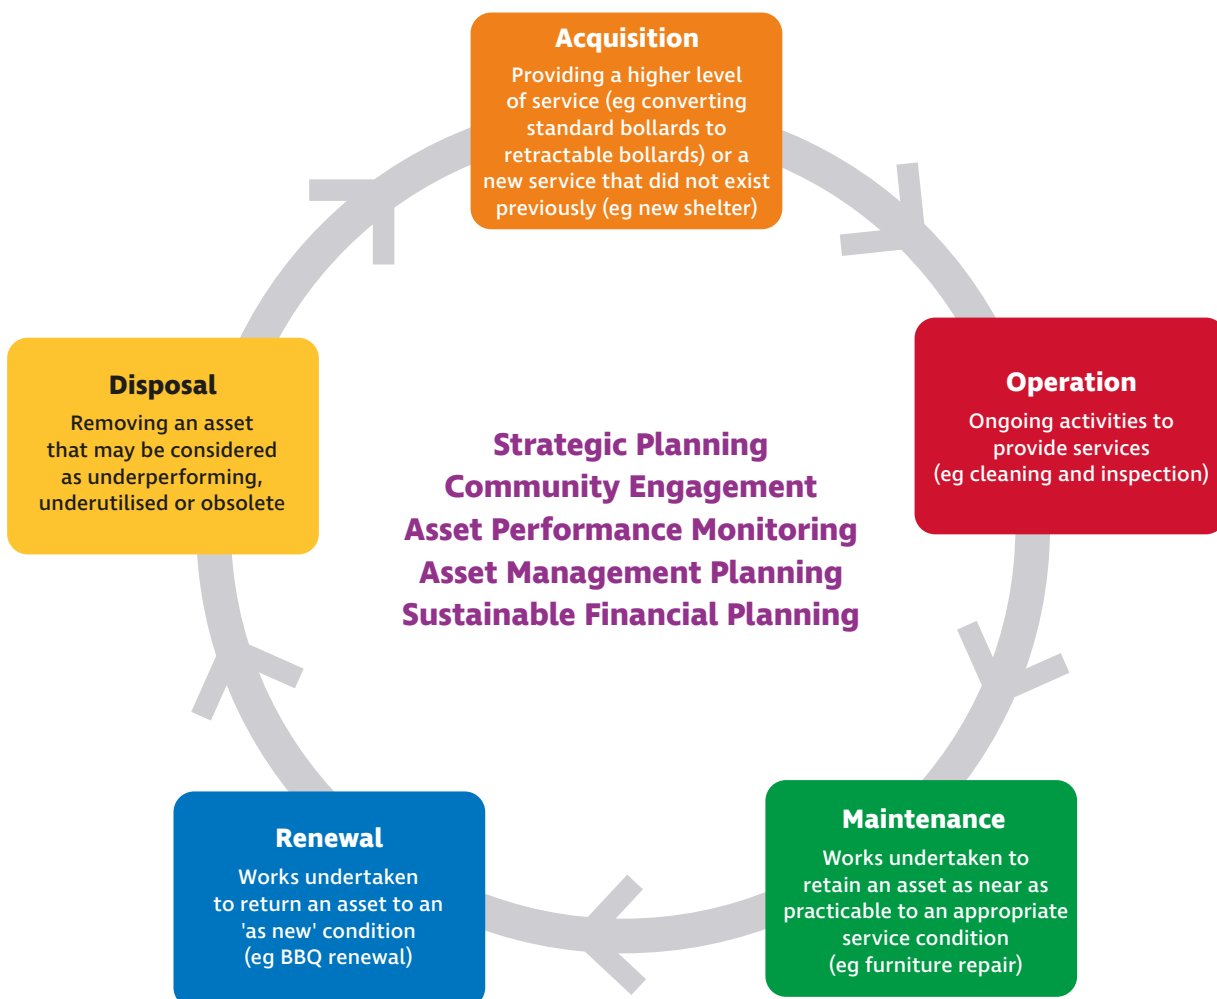 Acquisition
Providing a higher level
of service (eg converting
standard bollards to
retractable bollards) or a
new service that did not exist
previously (eg new shelter)
Operation
Ongoing activities to
provide services
(eg cleaning and inspection)
Maintenance
Works undertaken to
retain an asset as near as
practicable to an appropriate
service condition
(eg furniture repair)
Renewal
Works undertaken
to return an asset to an
'as new' condition
(eg BBQ renewal)
Disposal
Removing an asset
that may be considered
as underperforming,
underutilised or obsolete
Strategic Planning
Community Engagement
Asset Performance Monitoring
Asset Management Planning
Sustainable Financial Planning